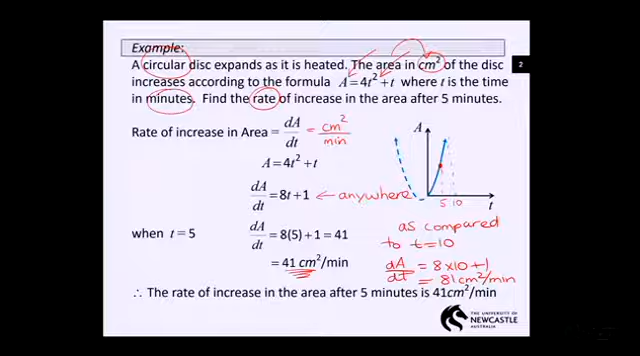 Example:
2
A circular disc expands as it is heated. The area in cm² of the disc
increases according to the formula A = 4t² + t where t is the time
in minutes. Find the rate of increase in the area after 5 minutes.
Rate of increase in Area = dA/dt = cm²/min
A = 4t² + t
dA/dt = 8t + 1 ← anywhere
A
5 10 t
when t = 5 dA/dt = 8(5) + 1 = 41
= 41 cm²/min
as compared
to t = 10
dA/dt = 8 × 10 + 1
= 81 cm²/min
∴ The rate of increase in the area after 5 minutes is 41cm²/min
THE UNIVERSITY OF
NEWCASTLE
AUSTRALIA